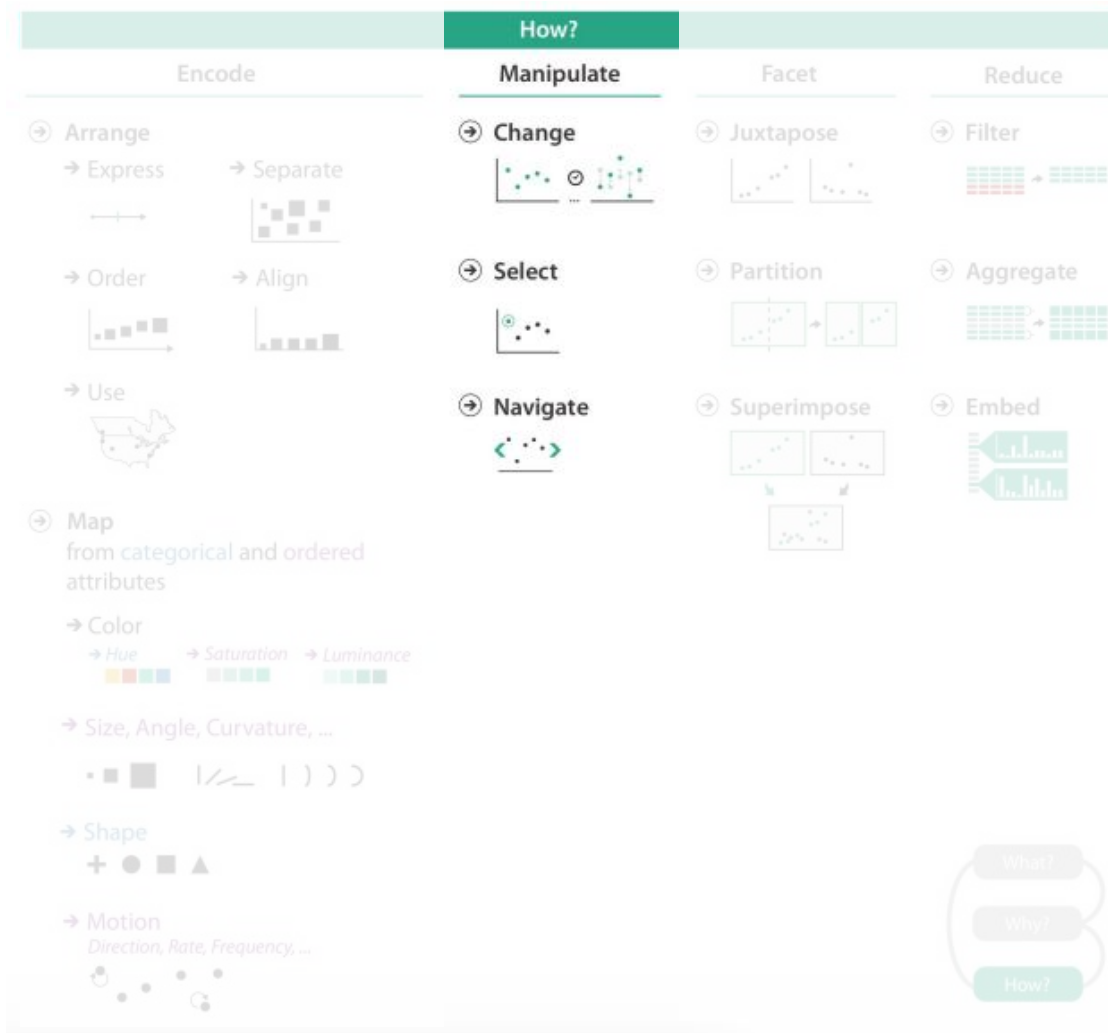 How?
Encode
Manipulate
Facet
Reduce
Arrange
Express
Separate
Order
Align
Use
Map
from categorical and ordered
attributes
Color
Hue
Saturation
Luminance
Size, Angle, Curvature, ...
Shape
Motion
Direction, Rate, Frequency, ...
Change
...
Select
Navigate
Juxtapose
Partition
Superimpose
Filter
Aggregate
Embed
What?
Why?
How?